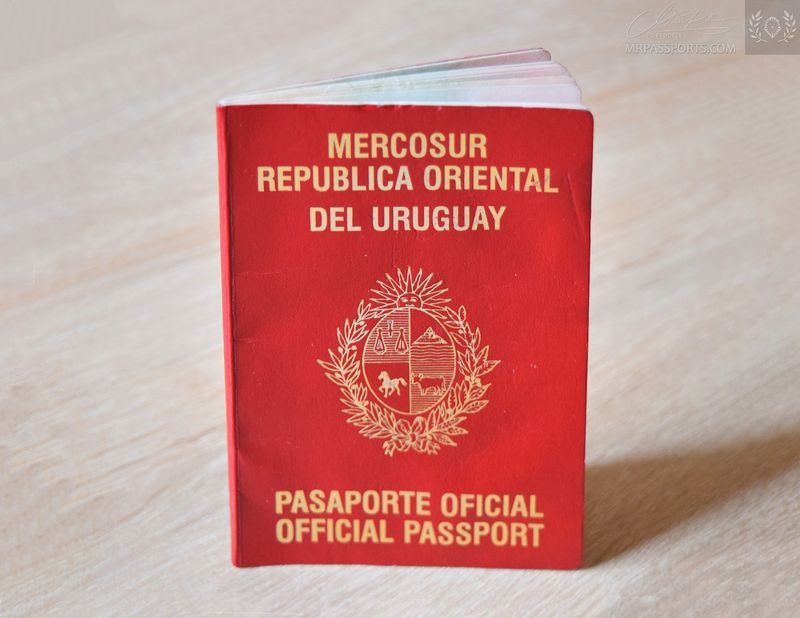 MRPASSPORTS.COM
MERCOSUR
REPUBLICA ORIENTAL
DEL URUGUAY
PASAPORTE OFICIAL
OFFICIAL PASSPORT